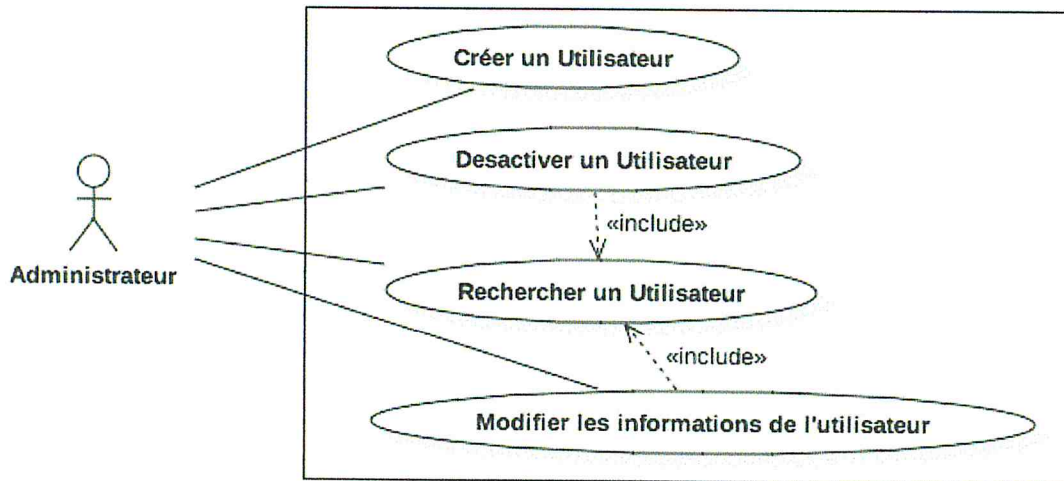 Créer un Utilisateur
Desactiver un Utilisateur
«include»
Administrateur
Rechercher un Utilisateur
«include»
Modifier les informations de l'utilisateur